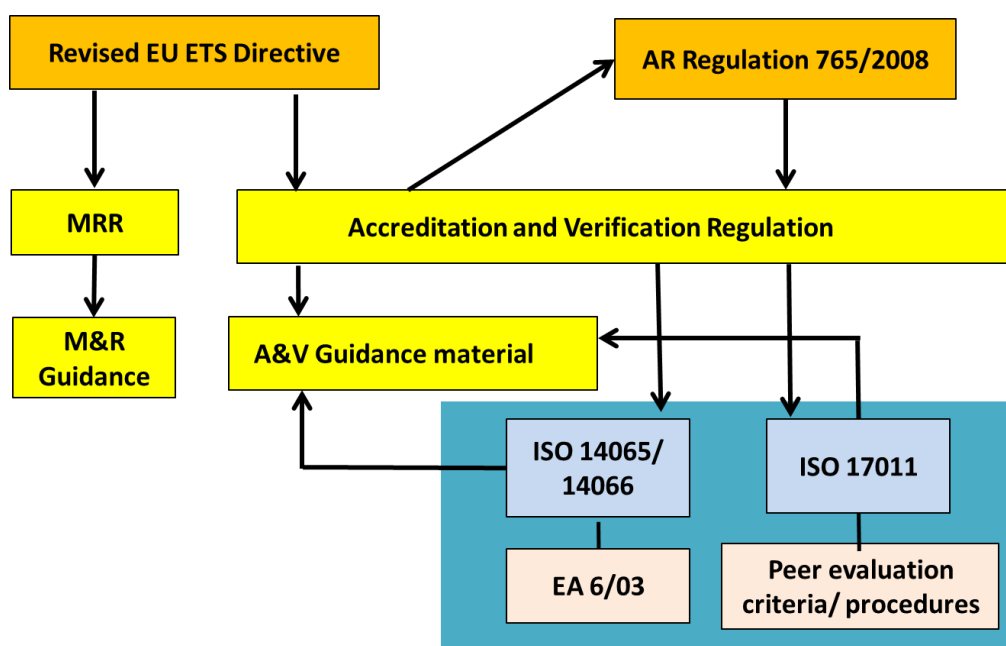 Revised EU ETS Directive
AR Regulation 765/2008
MRR
Accreditation and Verification Regulation
M&R
Guidance
A&V Guidance material
ISO 14065/
14066
ISO 17011
EA 6/03
Peer evaluation
criteria/ procedures